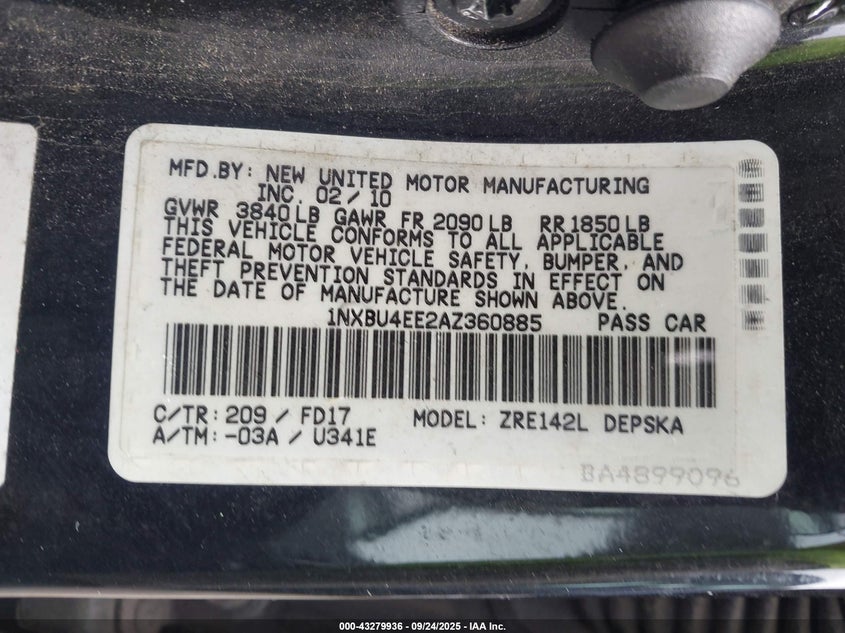 MFD.BY: NEW UNITED MOTOR MANUFACTURING
INC. 02/10
GVWR 3840 LB GAWR FR 2090 LB RR 1850 LB
THIS VEHICLE CONFORMS TO ALL APPLICABLE
FEDERAL MOTOR VEHICLE SAFETY, BUMPER, AND
THEFT PREVENTION STANDARDS IN EFFECT ON
THE DATE OF MANUFACTURE SHOWN ABOVE.
1NXBU4EE2AZ360885 PASS CAR
C/TR: 209 / FD17 MODEL: ZRE142L DEPSKA
A/TM: -03A / U341E
BA4899096
000-43279936 - 09/24/2025 - IAA Inc.